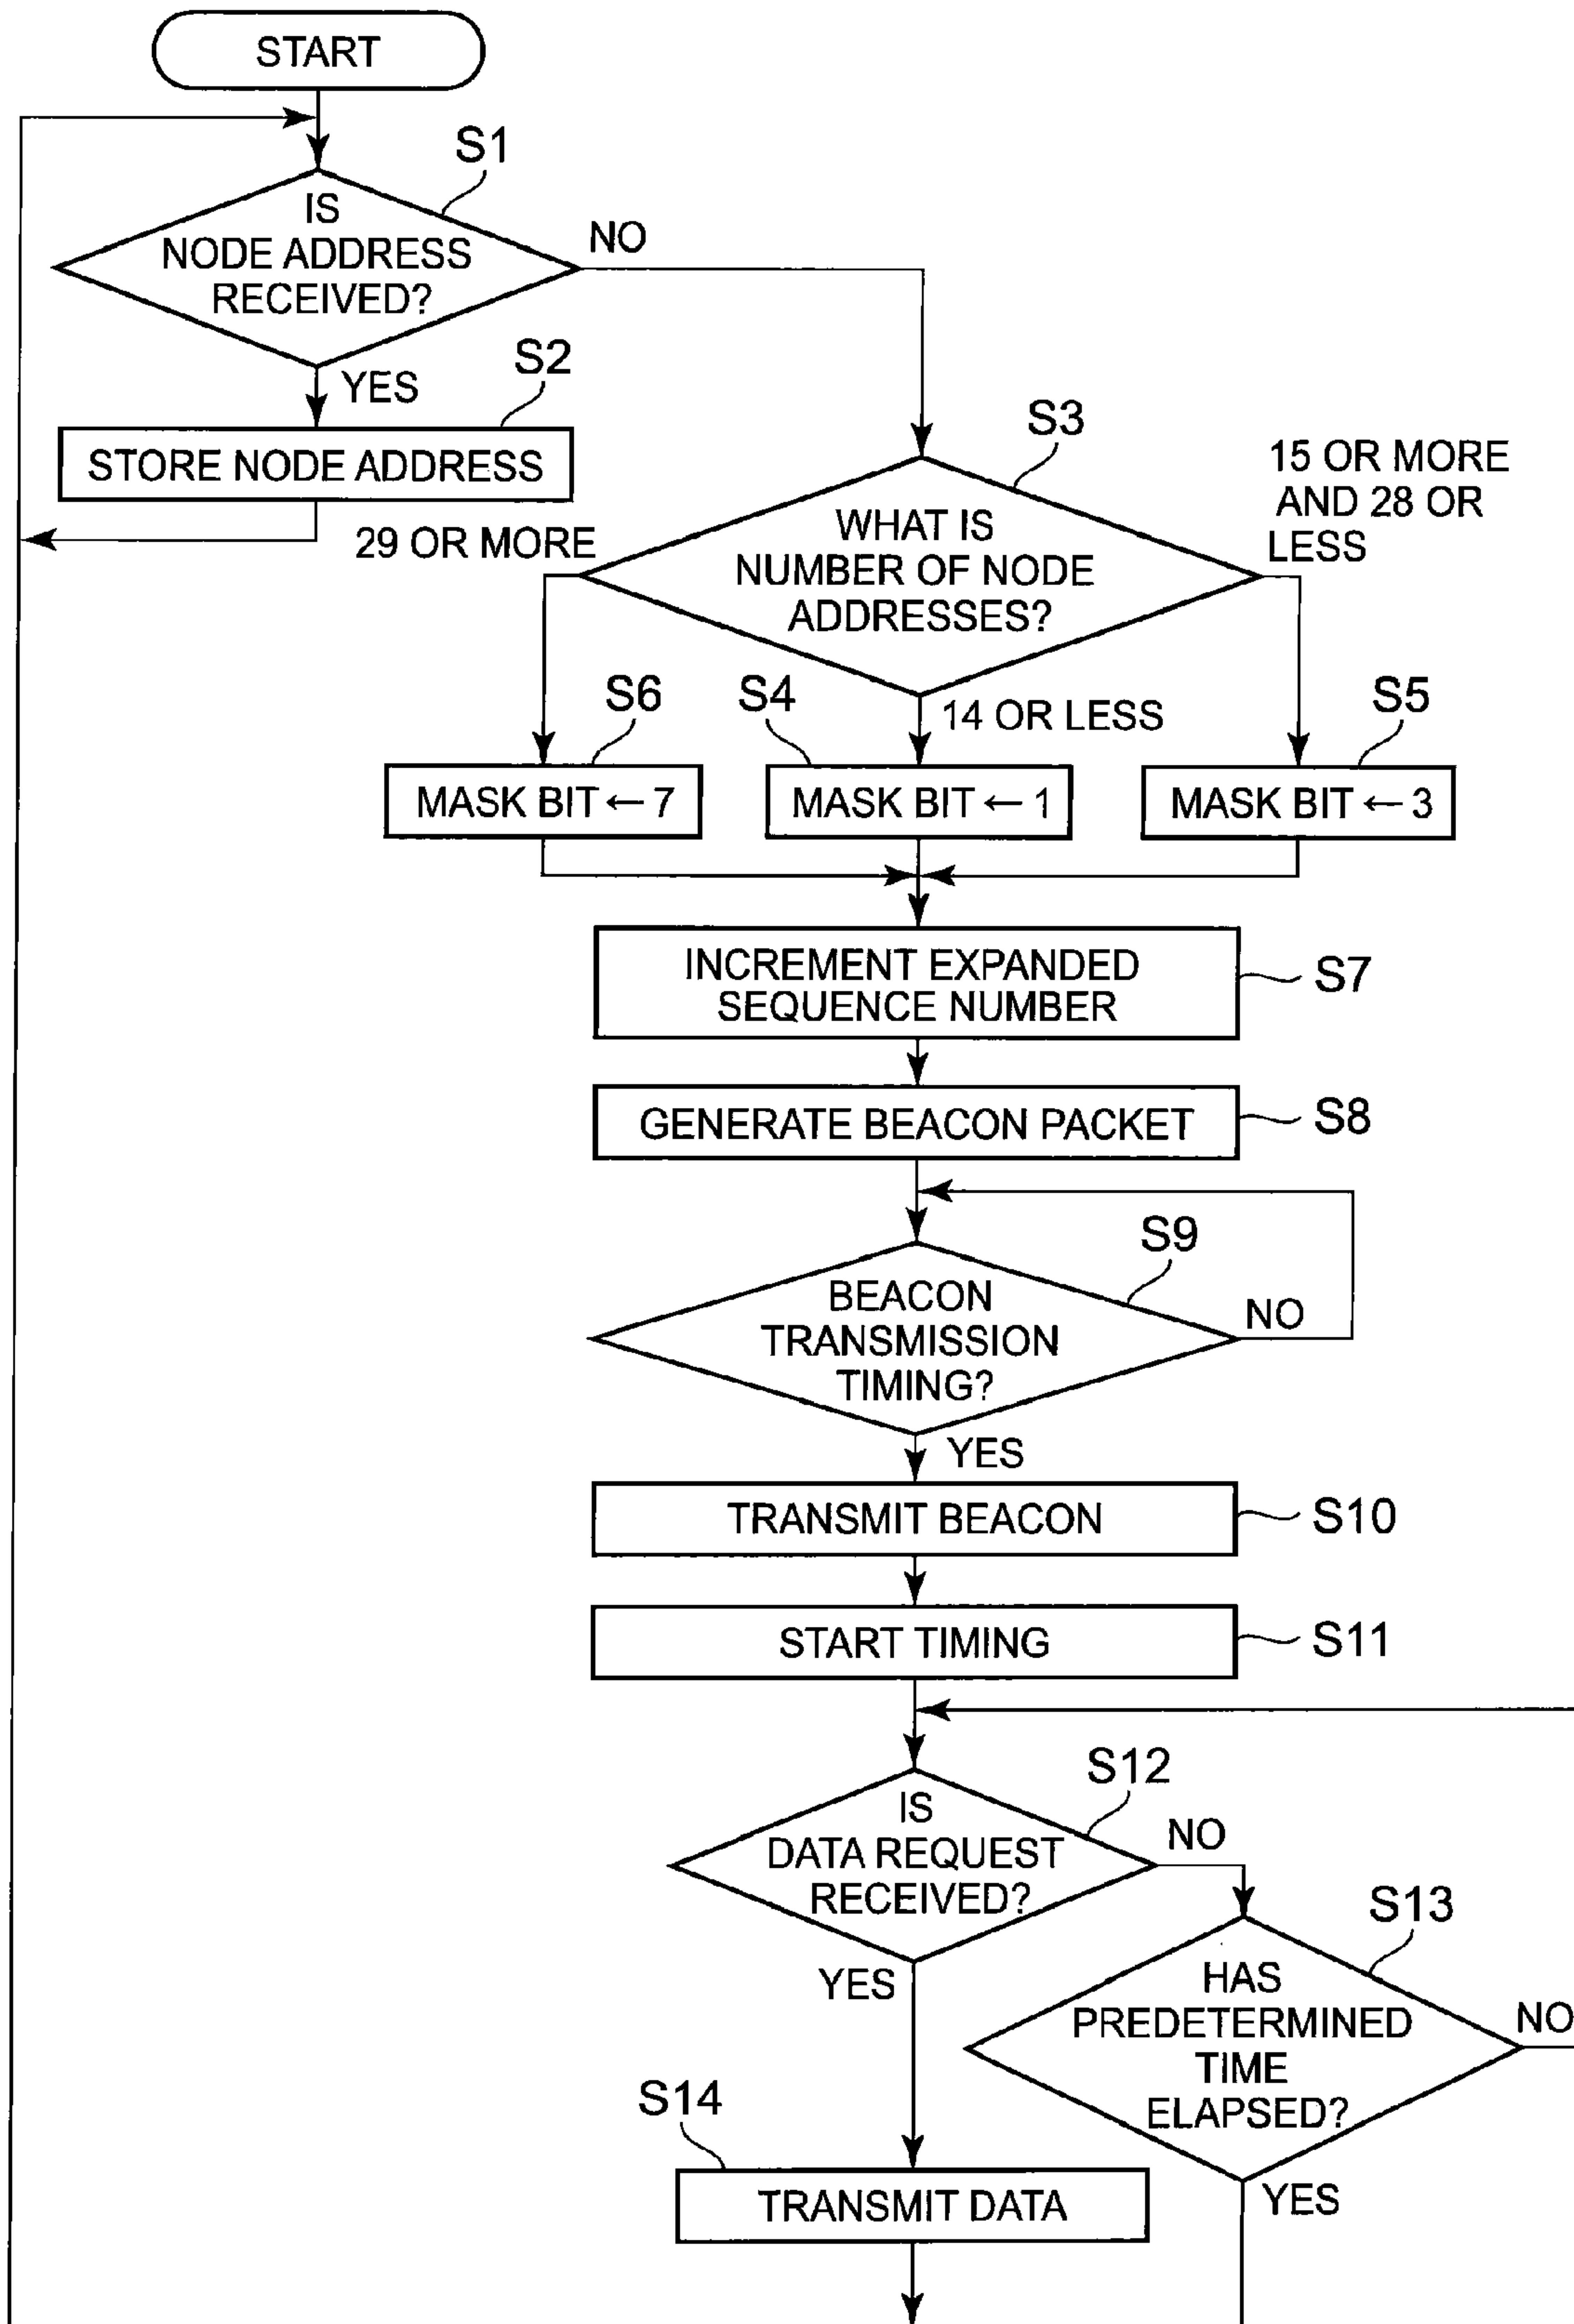 START
S1
IS
NODE ADDRESS
RECEIVED?
NO
YES
S2
STORE NODE ADDRESS
S3
WHAT IS
NUMBER OF NODE
ADDRESSES?
29 OR MORE
15 OR MORE
AND 28 OR
LESS
14 OR LESS
S6
MASK BIT ← 7
S4
MASK BIT ← 1
S5
MASK BIT ← 3
INCREMENT EXPANDED
SEQUENCE NUMBER
S7
GENERATE BEACON PACKET
S8
S9
BEACON
TRANSMISSION
TIMING?
NO
YES
TRANSMIT BEACON
S10
START TIMING
S11
S12
IS
DATA REQUEST
RECEIVED?
NO
YES
S13
HAS
PREDETERMINED
TIME
ELAPSED?
NO
YES
S14
TRANSMIT DATA